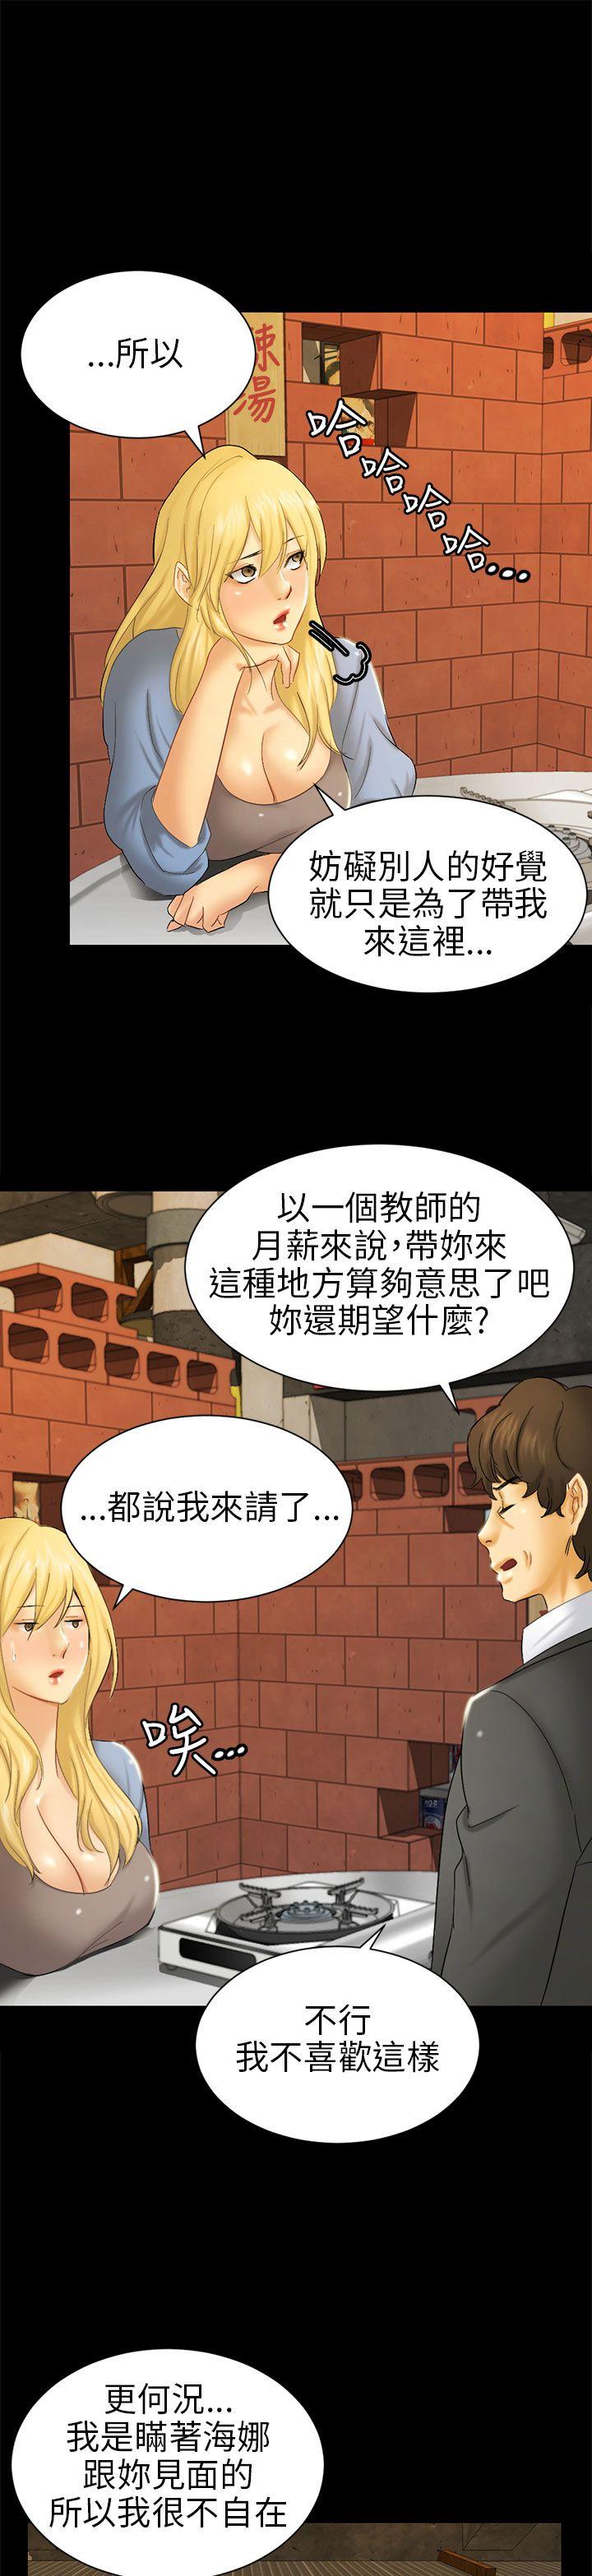 ...所以
辣湯
哈哈哈哈...
妨礙別人的好覺
就只是為了帶我
來這裡...
以一個教師的
月薪來說,帶妳來
這種地方算夠意思了吧
妳還期望什麼?
...都說我來請了...
唉...
不行
我不喜歡這樣
更何況...
我是瞞著海娜
跟妳見面的
所以我很不自在